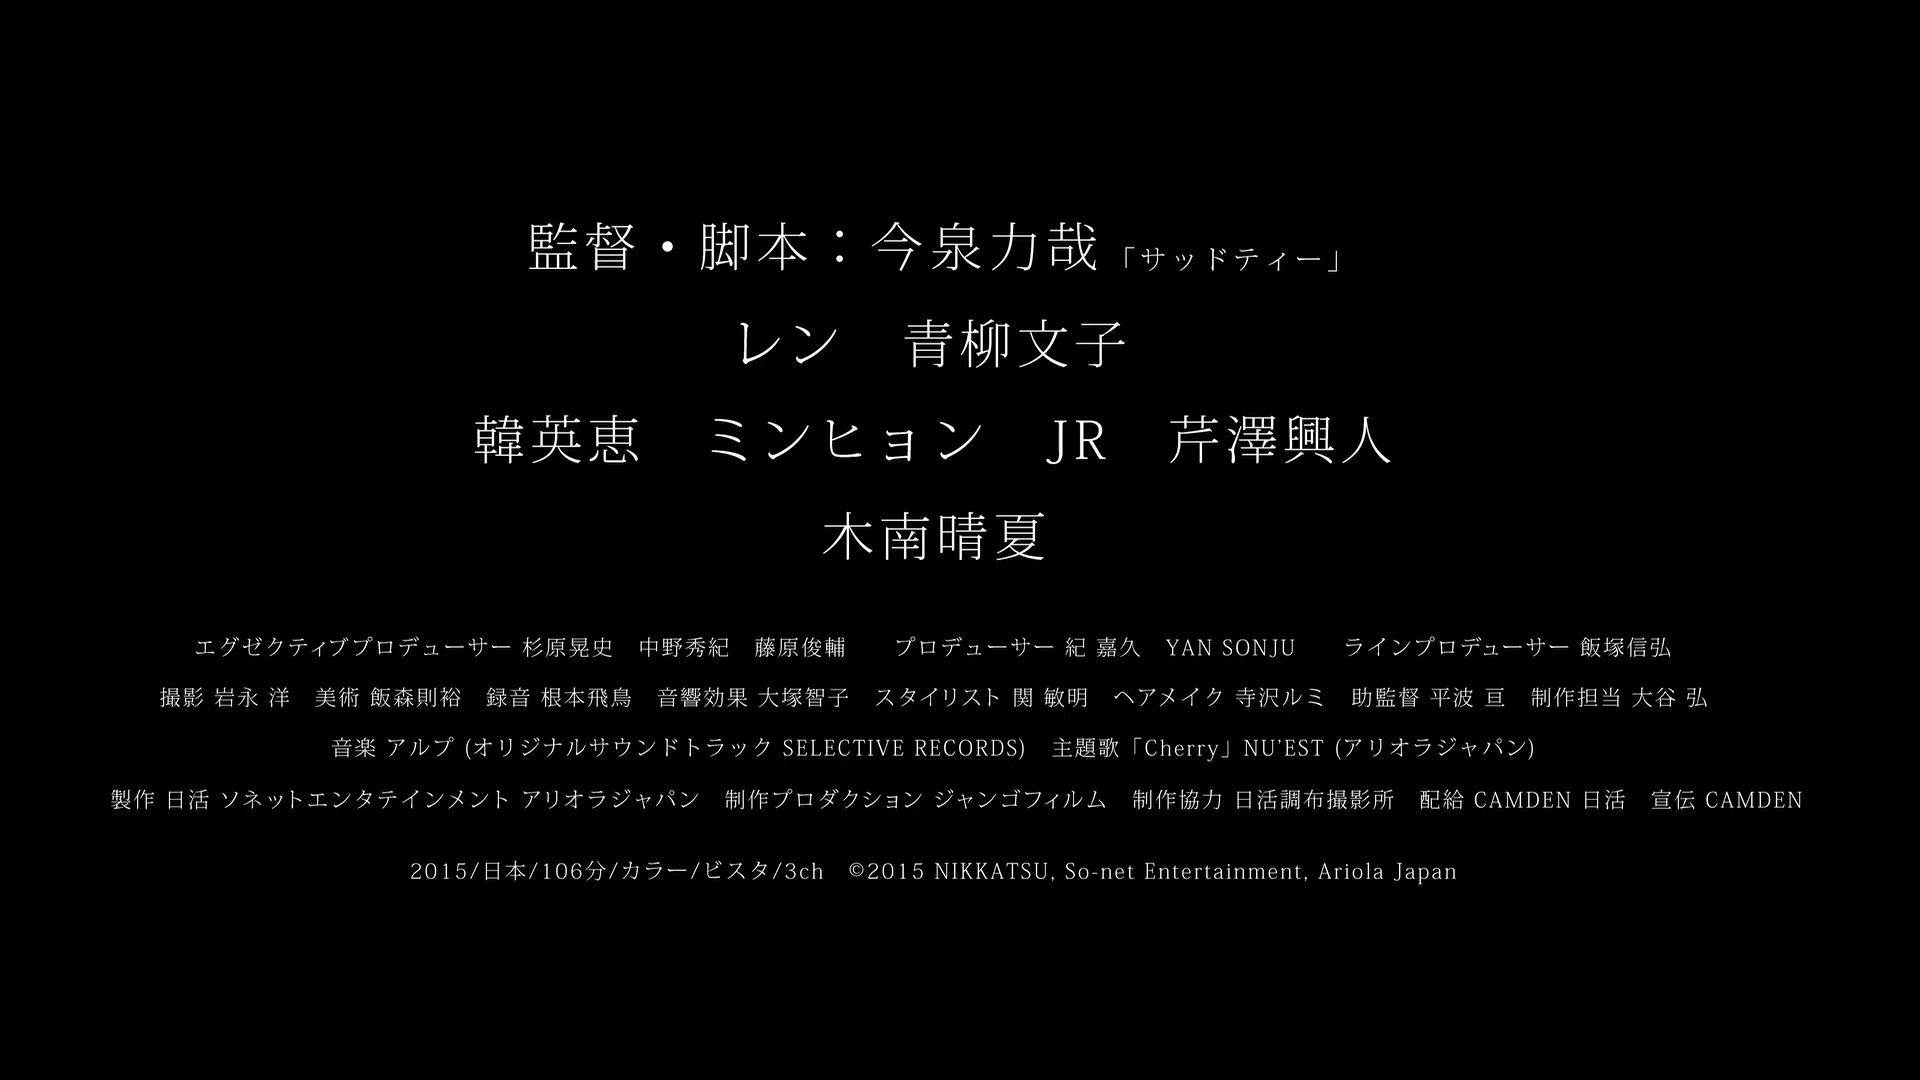 監督・脚本：今泉力哉「サッドティー」
レン　青柳文子
韓英恵　ミンヒョン　JR　芹澤興人
木南晴夏
エグゼクティブプロデューサー 杉原晃史　中野秀紀　藤原俊輔　　プロデューサー 紀 嘉久　YAN SONJU　　ラインプロデューサー 飯塚信弘
撮影 岩永 洋　美術 飯森則裕　録音 根本飛鳥　音響効果 大塚智子　スタイリスト 関 敏明　ヘアメイク 寺沢ルミ　助監督 平波 亘　制作担当 大谷 弘
音楽 アルプ (オリジナルサウンドトラック SELECTIVE RECORDS)　主題歌「Cherry」NU'EST (アリオラジャパン)
製作 日活 ソネットエンタテインメント アリオラジャパン　制作プロダクション ジャンゴフィルム　制作協力 日活調布撮影所　配給 CAMDEN 日活　宣伝 CAMDEN
2015/日本/106分/カラー/ビスタ/3ch　©2015 NIKKATSU, So-net Entertainment, Ariola Japan